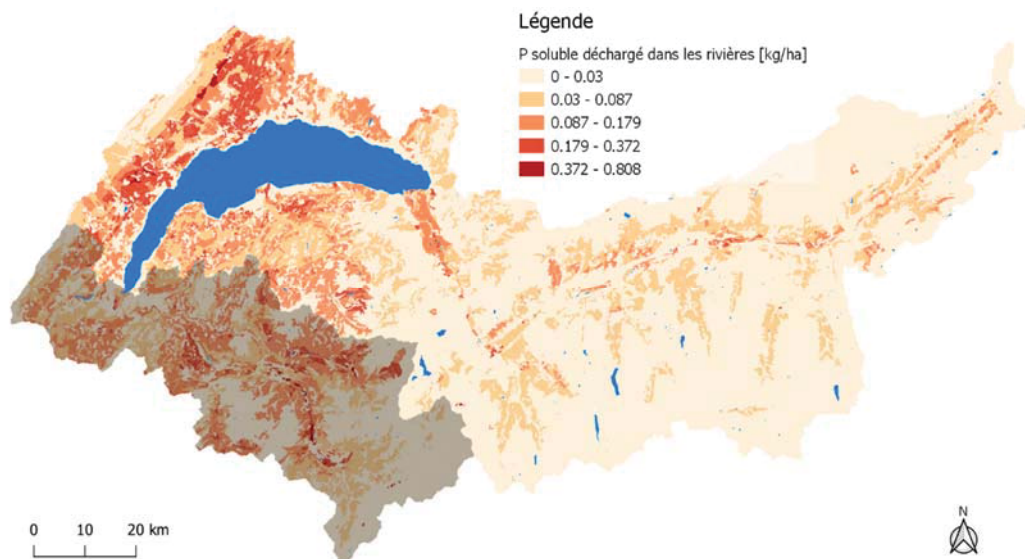 Légende
P soluble déchargé dans les rivières [kg/ha]
0 - 0.03
0.03 - 0.087
0.087 - 0.179
0.179 - 0.372
0.372 - 0.808
0 10 20 km
N